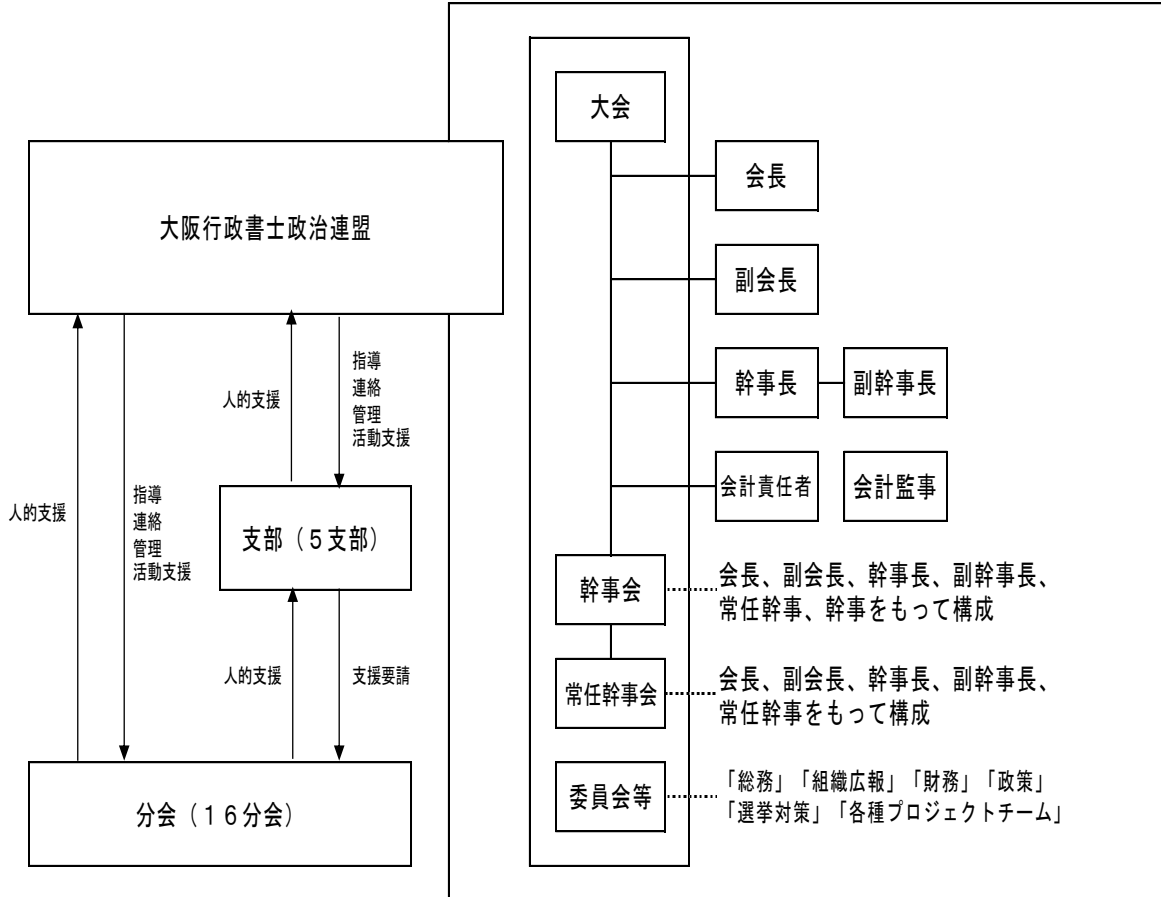 大会
会長
大阪行政書士政治連盟
副会長
幹事長
副幹事長
人的支援
指導
連絡
管理
活動支援
会計責任者
会計監事
人的支援
指導
連絡
管理
活動支援
支部(5支部)
幹事会
会長、副会長、幹事長、副幹事長、
常任幹事、幹事をもって構成
人的支援
支援要請
常任幹事会
会長、副会長、幹事長、副幹事長、
常任幹事をもって構成
分会(16分会)
委員会等
「総務」「組織広報」「財務」「政策」
「選挙対策」「各種プロジェクトチーム」